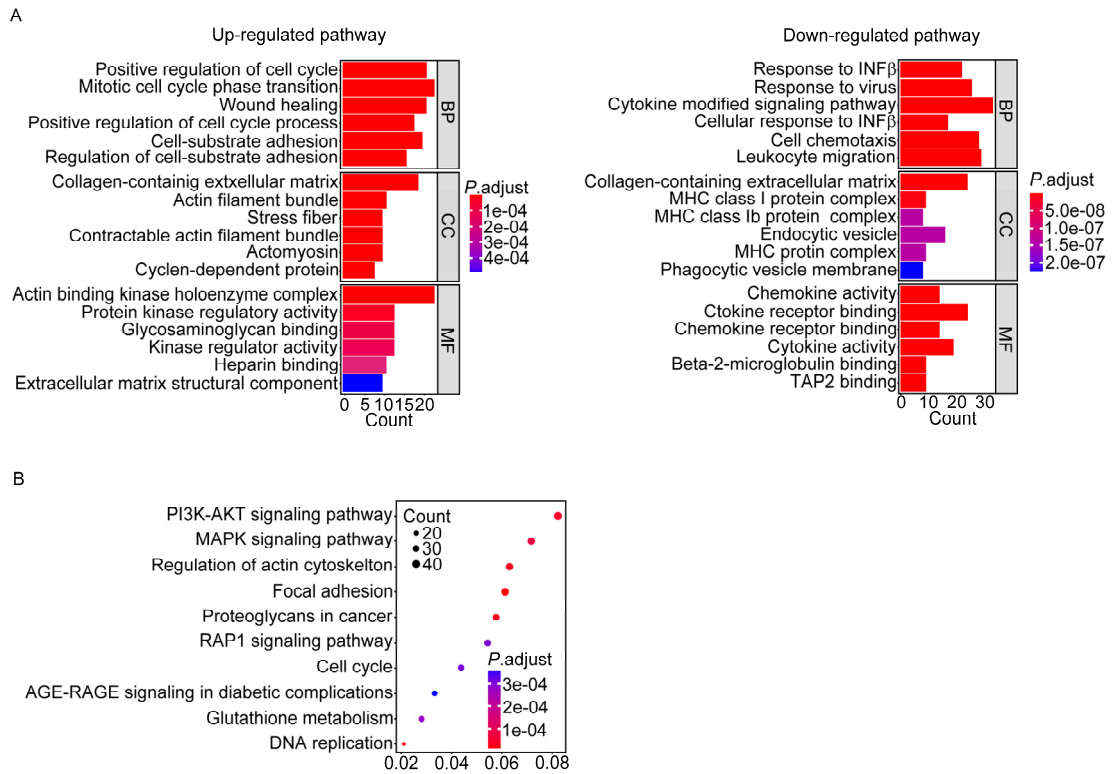 A
Up-regulated pathway
Positive regulation of cell cycle
Mitotic cell cycle phase transition
Wound healing
Positive regulation of cell cycle process
Cell-substrate adhesion
Regulation of cell-substrate adhesion
BP
Collagen-containig extxellular matrix
Actin filament bundle
Stress fiber
Contractable actin filament bundle
Actomyosin
Cyclen-dependent protein
CC
Actin binding kinase holoenzyme complex
Protein kinase regulatory activity
Glycosaminoglycan binding
Kinase regulator activity
Heparin binding
Extracellular matrix structural component
MF
0 5 10 15 20
Count
P.adjust
1e-04
2e-04
3e-04
4e-04
Down-regulated pathway
Response to INFβ
Response to virus
Cytokine modified signaling pathway
Cellular response to INFβ
Cell chemotaxis
Leukocyte migration
BP
Collagen-containing extracellular matrix
MHC class I protein complex
MHC class Ib protein complex
Endocytic vesicle
MHC protin complex
Phagocytic vesicle membrane
CC
Chemokine activity
Ctokine receptor binding
Chemokine receptor binding
Cytokine activity
Beta-2-microglobulin binding
TAP2 binding
MF
0 10 20 30
Count
P.adjust
5.0e-08
1.0e-07
1.5e-07
2.0e-07
B
PI3K-AKT signaling pathway
MAPK signaling pathway
Regulation of actin cytoskelton
Focal adhesion
Proteoglycans in cancer
RAP1 signaling pathway
Cell cycle
AGE-RAGE signaling in diabetic complications
Glutathione metabolism
DNA replication
Count
20
30
40
P.adjust
3e-04
2e-04
1e-04
0.02 0.04 0.06 0.08